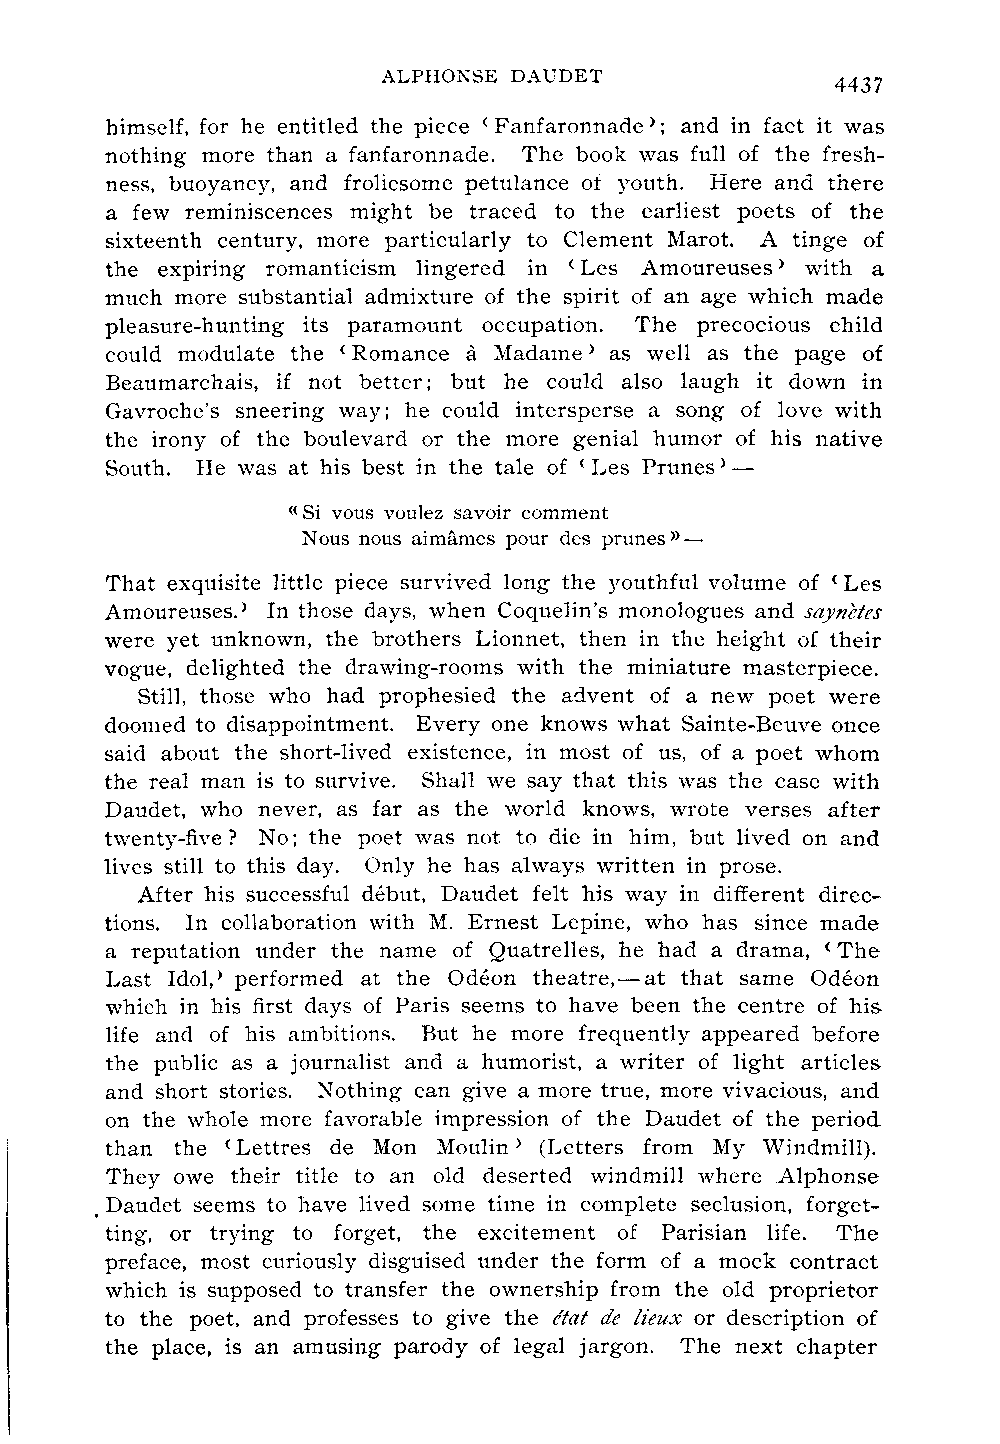 ALPHONSE DAUDET
4437
himself, for he entitled the piece ‹Fanfaronnade›; and in fact it was
nothing more than a fanfaronnade. The book was full of the fresh-
ness, buoyancy, and frolicsome petulance of youth. Here and there
a few reminiscences might be traced to the earliest poets of the
sixteenth century, more particularly to Clement Marot. A tinge of
the expiring romanticism lingered in ‹Les Amoureuses› with a
much more substantial admixture of the spirit of an age which made
pleasure-hunting its paramount occupation. The precocious child
could modulate the ‹Romance à Madame› as well as the page of
Beaumarchais, if not better; but he could also laugh it down in
Gavroche's sneering way; he could intersperse a song of love with
the irony of the boulevard or the more genial humor of his native
South. He was at his best in the tale of ‹Les Prunes›—
«Si vous voulez savoir comment
Nous nous aimâmes pour des prunes»—
That exquisite little piece survived long the youthful volume of ‹Les
Amoureuses.› In those days, when Coquelin's monologues and saynètes
were yet unknown, the brothers Lionnet, then in the height of their
vogue, delighted the drawing-rooms with the miniature masterpiece.
Still, those who had prophesied the advent of a new poet were
doomed to disappointment. Every one knows what Sainte-Beuve once
said about the short-lived existence, in most of us, of a poet whom
the real man is to survive. Shall we say that this was the case with
Daudet, who never, as far as the world knows, wrote verses after
twenty-five? No; the poet was not to die in him, but lived on and
lives still to this day. Only he has always written in prose.
After his successful début, Daudet felt his way in different direc-
tions. In collaboration with M. Ernest Lepine, who has since made
a reputation under the name of Quatrelles, he had a drama, ‹The
Last Idol,› performed at the Odéon theatre,—at that same Odéon
which in his first days of Paris seems to have been the centre of his
life and of his ambitions. But he more frequently appeared before
the public as a journalist and a humorist, a writer of light articles
and short stories. Nothing can give a more true, more vivacious, and
on the whole more favorable impression of the Daudet of the period
than the ‹Lettres de Mon Moulin› (Letters from My Windmill).
They owe their title to an old deserted windmill where Alphonse
Daudet seems to have lived some time in complete seclusion, forget-
ting, or trying to forget, the excitement of Parisian life. The
preface, most curiously disguised under the form of a mock contract
which is supposed to transfer the ownership from the old proprietor
to the poet, and professes to give the état de lieux or description of
the place, is an amusing parody of legal jargon. The next chapter